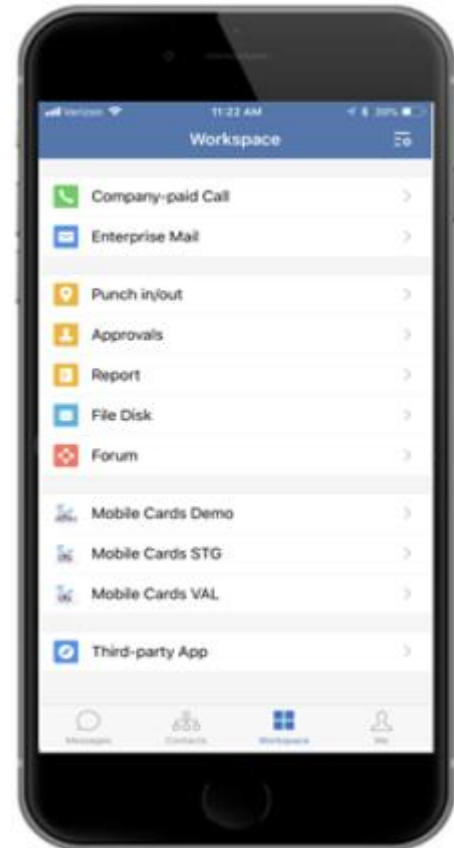 Verizon 11:22 AM 39%
Workspace
Company-paid Call
Enterprise Mail
Punch in/out
Approvals
Report
File Disk
Forum
Mobile Cards Demo
Mobile Cards STG
Mobile Cards VAL
Third-party App
Messages Contacts Workspace Me